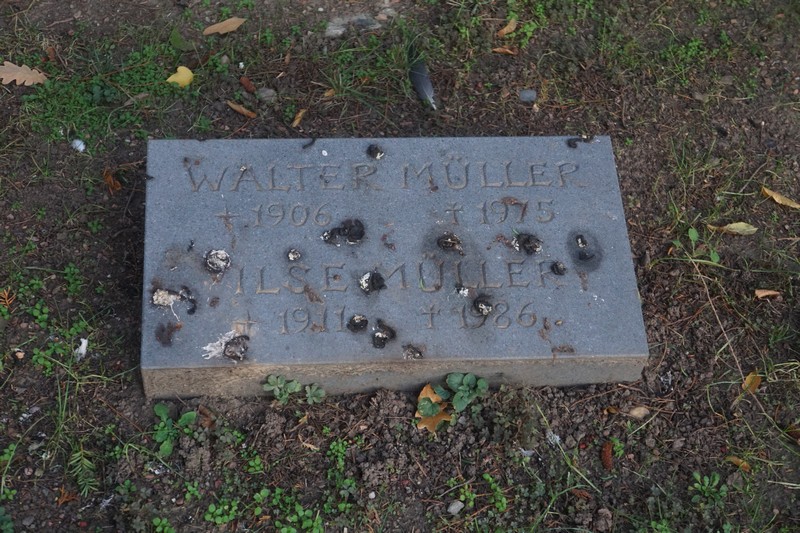 WALTER MÜLLER
+ 1906 + 1975
ILSE MÜLLER
+ 1911 + 1986